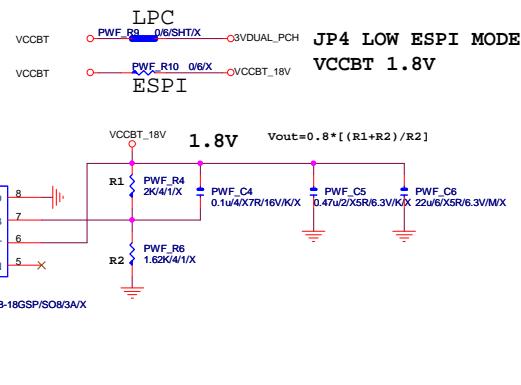 LPC
VCCBT PWF_R9 0/6/SHT/X 3VDUAL_PCH JP4 LOW ESPI MODE
VCCBT 1.8V
VCCBT PWF_R10 0/6/X VCCBT_18V
ESPI
VCCBT_18V 1.8V Vout=0.8*[(R1+R2)/R2]
R1 PWF_R4
2K/4/1/X
PWF_C4
0.1u/4/X7R/16V/K/X
PWF_C5
0.47u/2/X5R/6.3V/K/X
PWF_C6
22u/6/X5R/6.3V/M/X
8
7
6
5
R2 PWF_R6
1.62K/4/1/X
-18GSP/SO8/3A/X